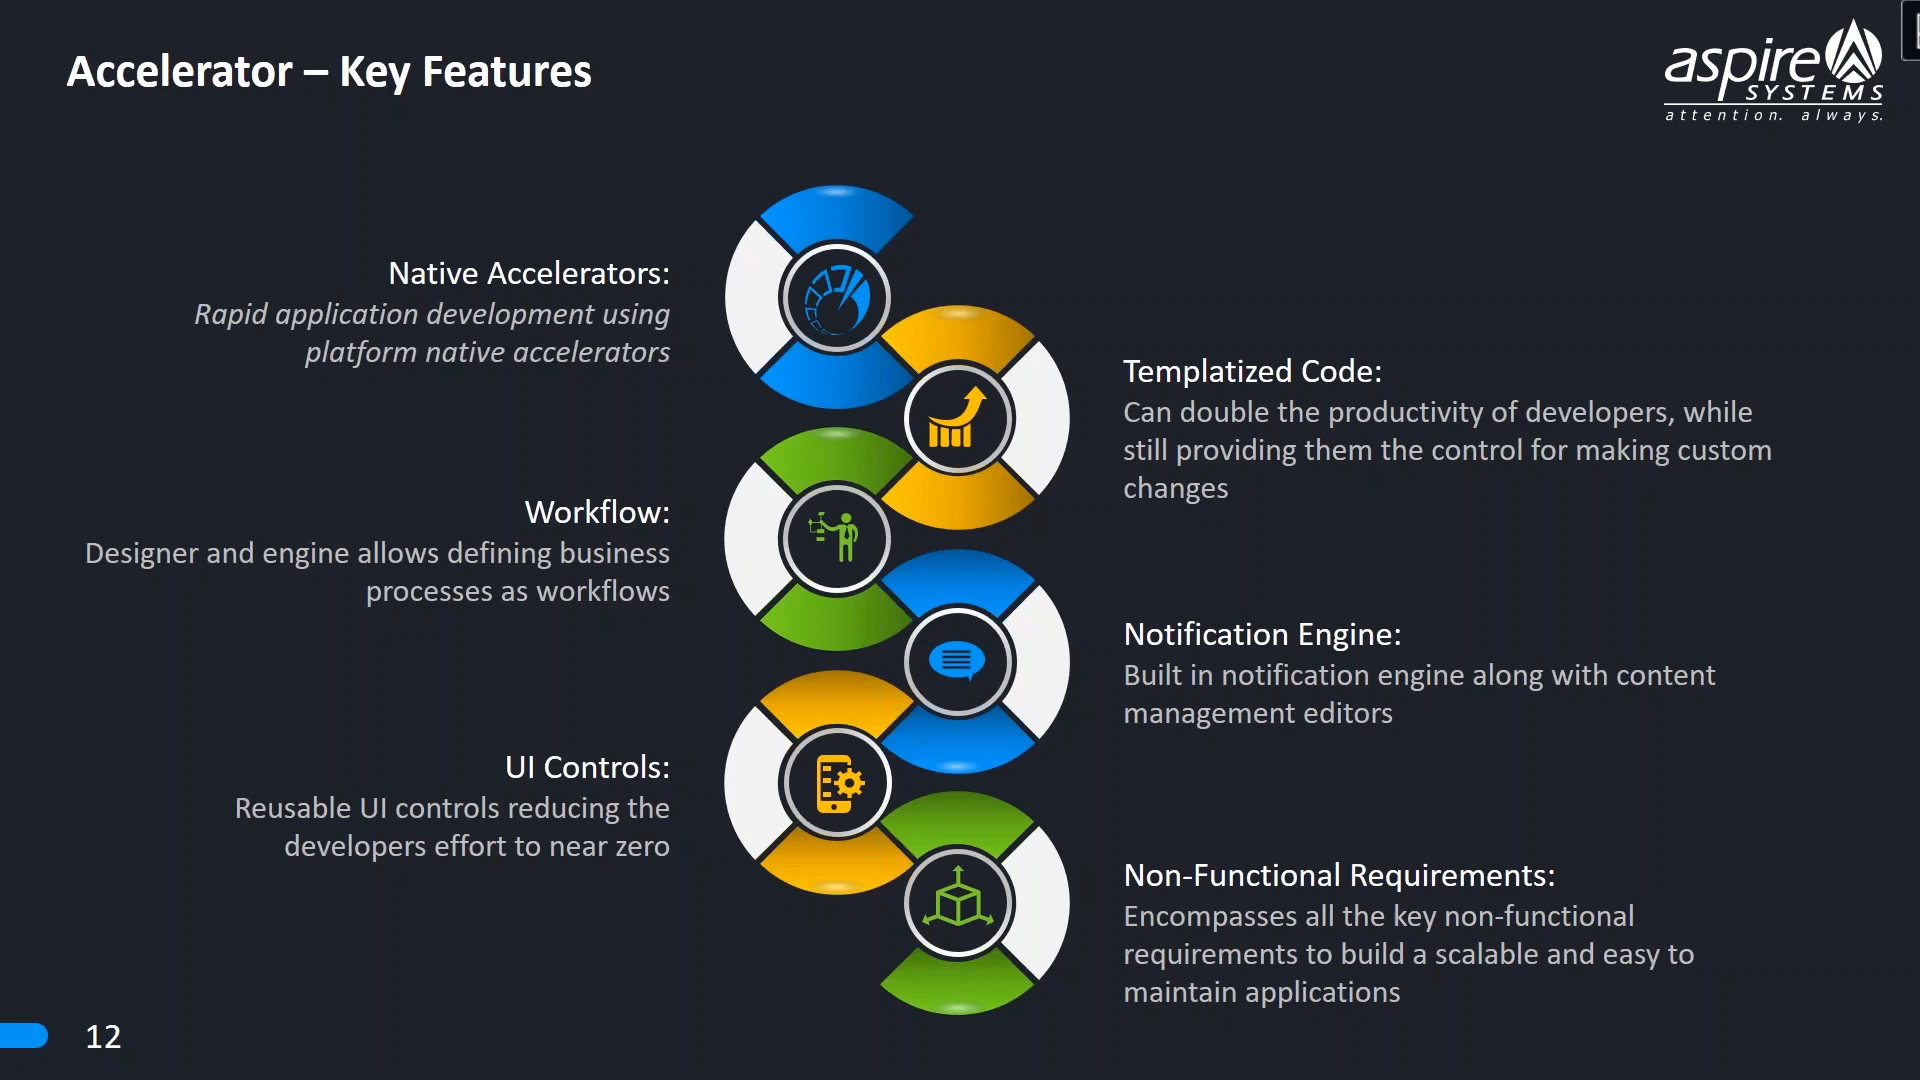 Accelerator – Key Features
aspire
SYSTEMS
attention. always.
Native Accelerators:
Rapid application development using
platform native accelerators
Templatized Code:
Can double the productivity of developers, while
still providing them the control for making custom
changes
Workflow:
Designer and engine allows defining business
processes as workflows
Notification Engine:
Built in notification engine along with content
management editors
UI Controls:
Reusable UI controls reducing the
developers effort to near zero
Non-Functional Requirements:
Encompasses all the key non-functional
requirements to build a scalable and easy to
maintain applications
12